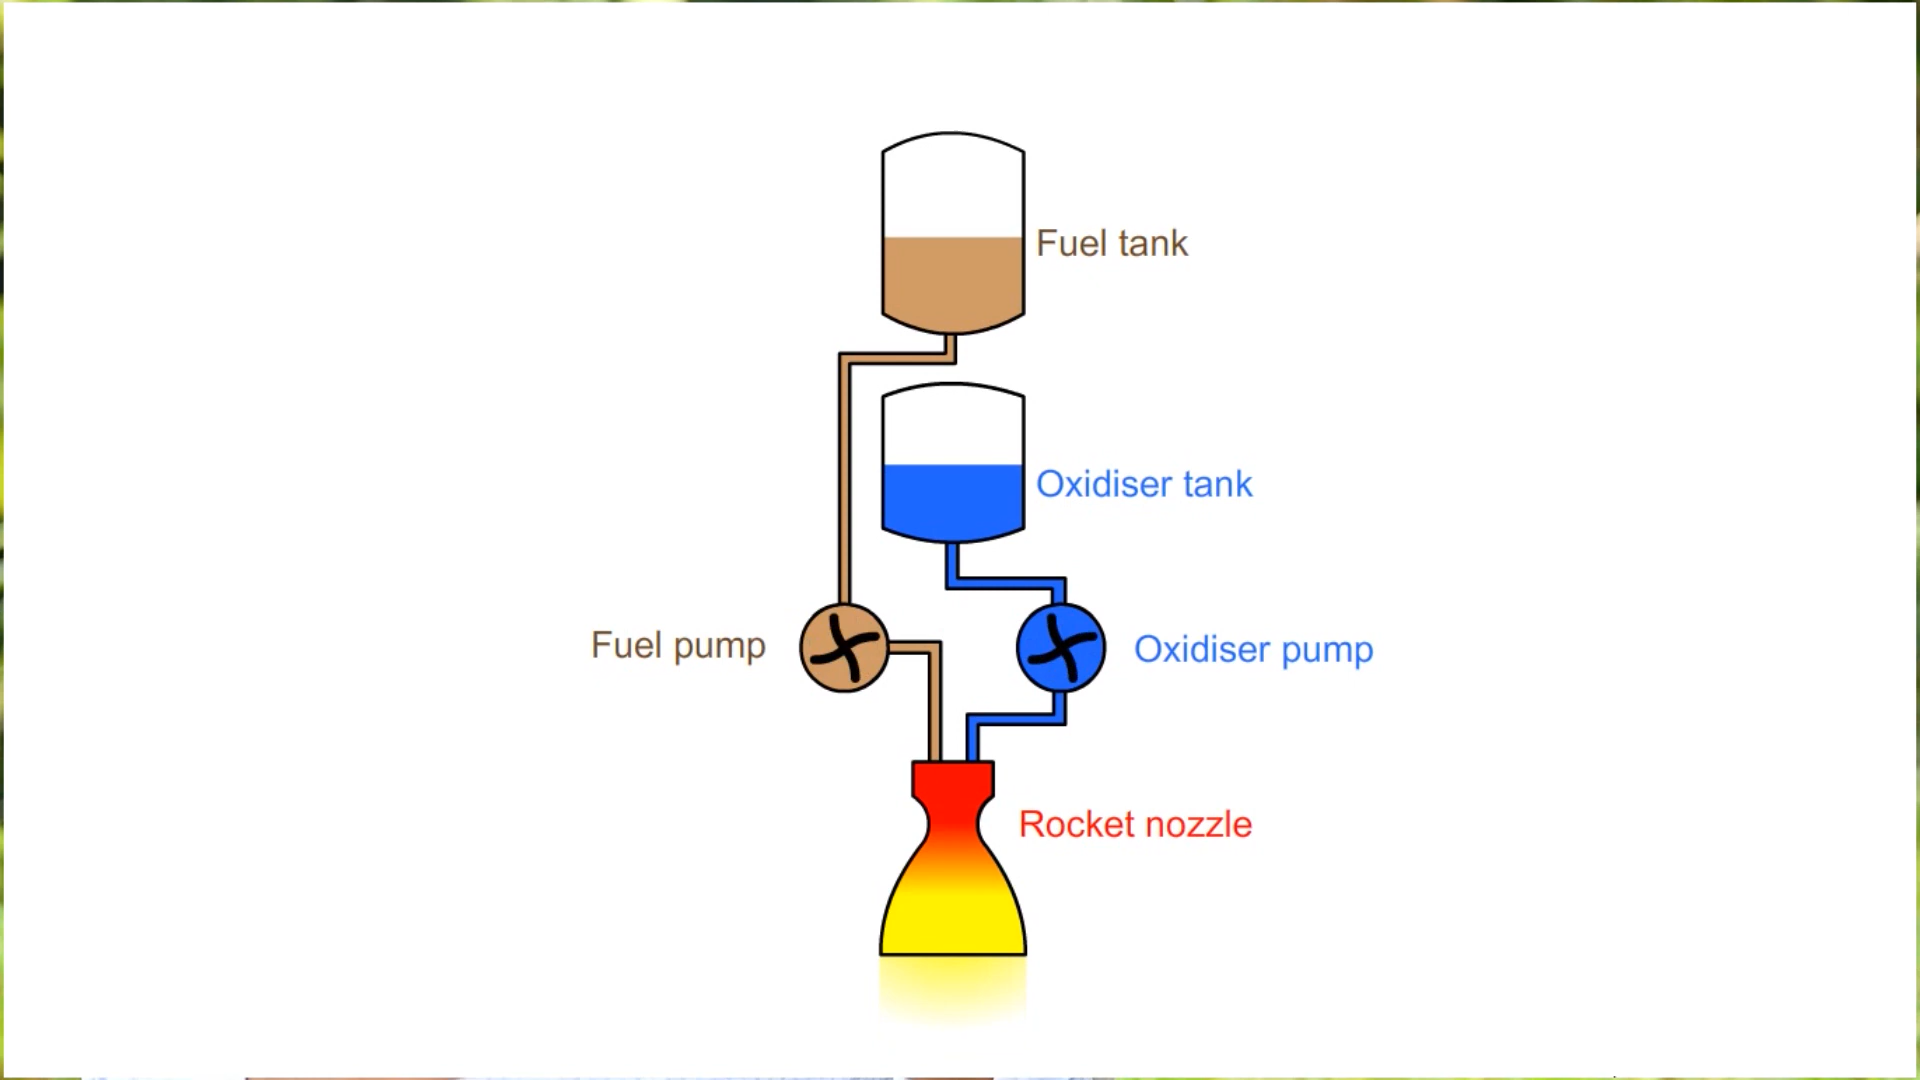 Fuel tank
Oxidiser tank
Fuel pump
Oxidiser pump
Rocket nozzle